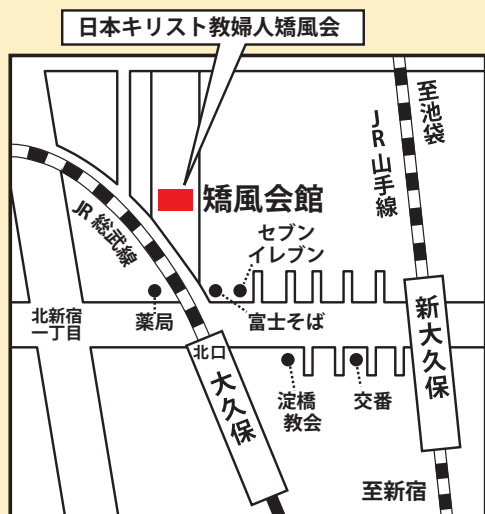 日本キリスト教婦人矯風会
至池袋
JR山手線
矯風会館
セブン
イレブン
JR総武線
新大久保
北新宿
一丁目
薬局
富士そば
北口
大久保
淀橋
教会
交番
至新宿